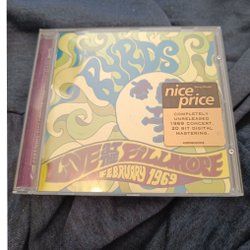 BYRDS
nice
price
COMPLETELY
UNRELEASED
1969 CONCERT.
20 BIT DIGITAL
MASTERING.
LIVE AT THE FILLMORE
FEBRUARY 1969